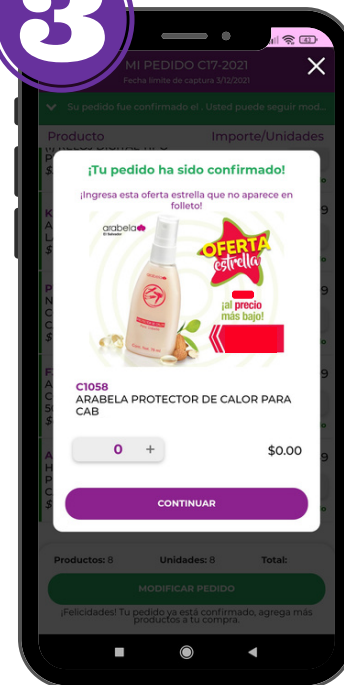 3
42
MI PEDIDO C17-2021
Fecha límite de captura 3/12/2021
Su pedido fue confirmado el . Usted puede seguir mod...
Producto Importe/Unidades
¡Tu pedido ha sido confirmado!
¡Ingresa esta oferta estrella que no aparece en
folleto!
arabela
El Salvador
OFERTA
estrella
¡al precio
más bajo!
C1058
ARABELA PROTECTOR DE CALOR PARA
CAB
0 + $0.00
CONTINUAR
Productos: 8 Unidades: 8 Total:
MODIFICAR PEDIDO
¡Felicidades! Tu pedido ya está confirmado, agrega más
productos a tu compra.